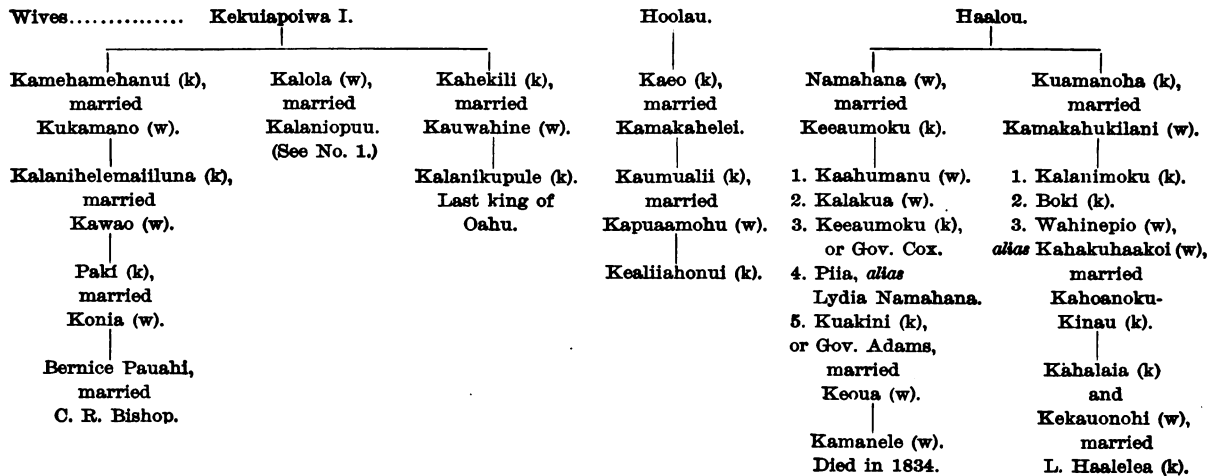 Wives............... Kekuiapoiwa I. Hoolau. Haalou.
Kamehamehanui (k),
married
Kukamano (w).
Kalanihelemaiiluna (k),
married
Kawao (w).
Paki (k),
married
Konia (w).
Bernice Pauahi,
married
C. R. Bishop.
Kalola (w),
married
Kalaniopuu.
(See No. 1.)
Kahekili (k),
married
Kauwahine (w).
Kalanikupule (k).
Last king of
Oahu.
Kaeo (k),
married
Kamakahelei.
Kaumualii (k),
married
Kapuaamohu (w).
Kealiiahonui (k).
Namahana (w),
married
Keeaumoku (k).
1. Kaahumanu (w).
2. Kalakua (w).
3. Keeaumoku (k),
or Gov. Cox.
4. Piia, alias
Lydia Namahana.
5. Kuakini (k),
or Gov. Adams,
married
Keoua (w).
Kamanele (w).
Died in 1834.
Kuamanoha (k),
married
Kamakahukilani (w).
1. Kalanimoku (k).
2. Boki (k).
3. Wahinepio (w),
alias Kahakuhaakoi (w),
married
Kahoanoku-
Kinau (k).
Kahalaia (k)
and
Kekauonohi (w),
married
L. Haalelea (k).